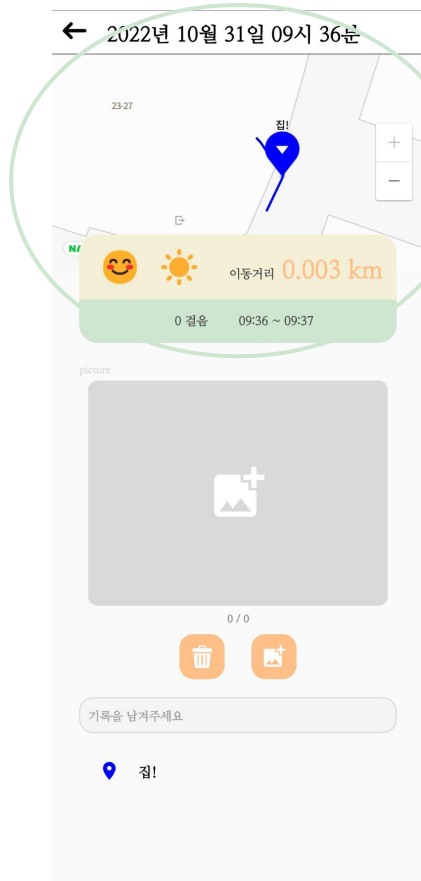 2022년 10월 31일 09시 36분
23-27
집!
이동거리 0.003 km
0 걸음 09:36 ~ 09:37
picture
0 / 0
기록을 남겨주세요
집!